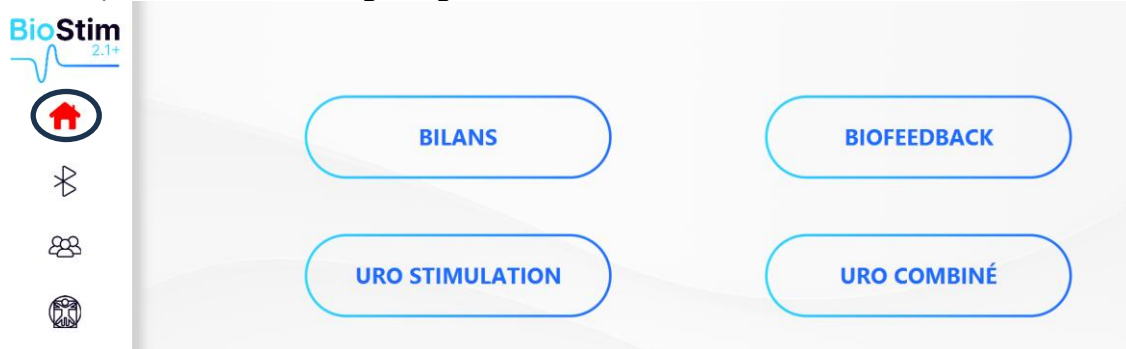 BioStim
2.1+
BILANS
BIOFEEDBACK
URO STIMULATION
URO COMBINÉ